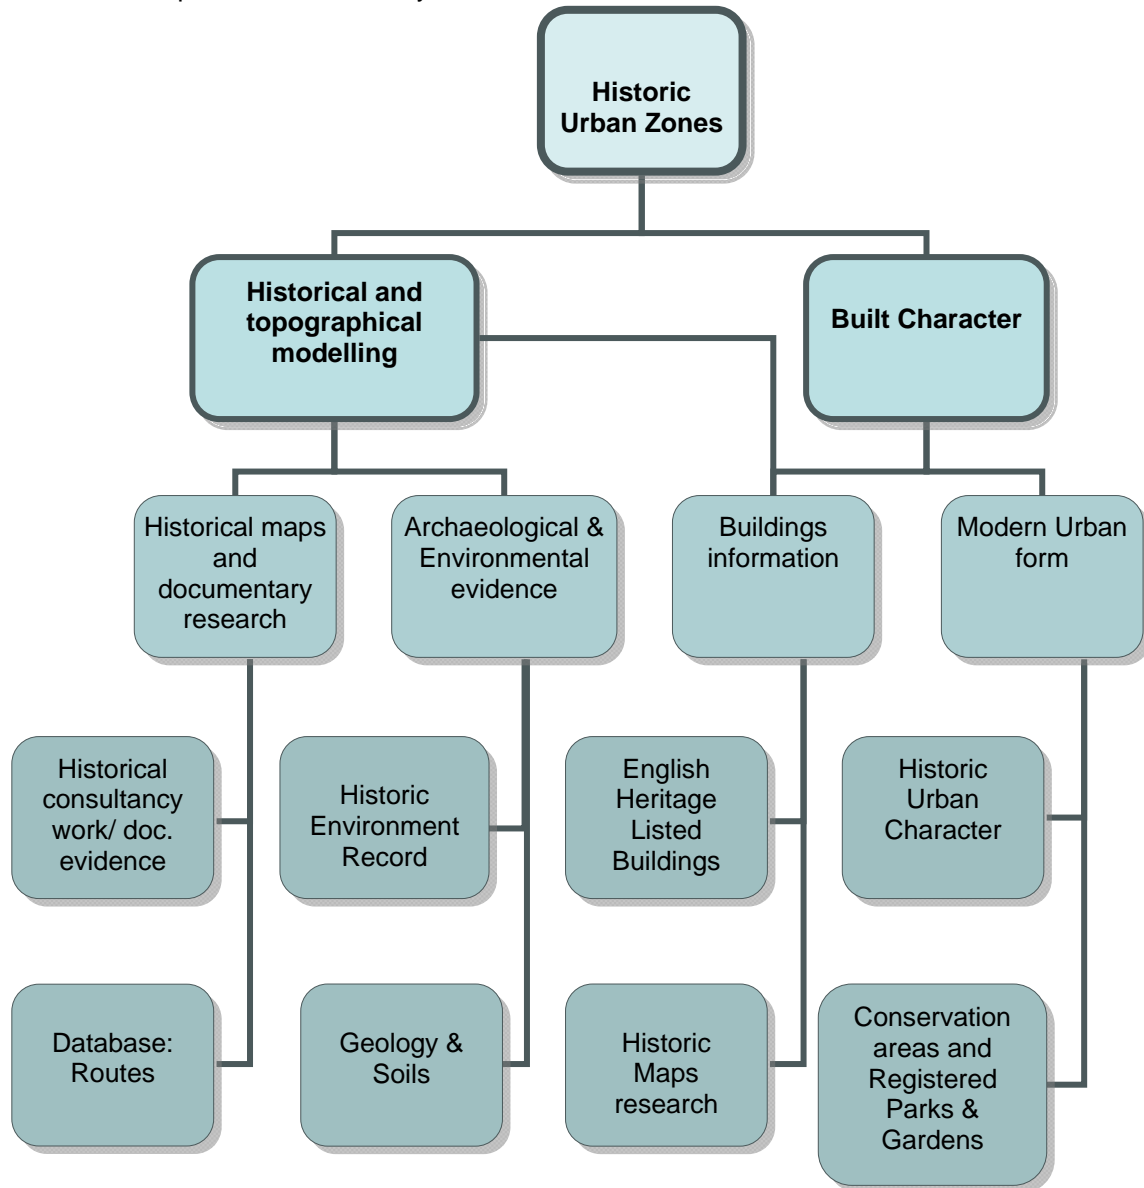 Historic
Urban Zones
Historical and
topographical
modelling
Built Character
Historical maps
and
documentary
research
Archaeological &
Environmental
evidence
Buildings
information
Modern Urban
form
Historical
consultancy
work/ doc.
evidence
Historic
Environment
Record
English
Heritage
Listed
Buildings
Historic
Urban
Character
Database:
Routes
Geology &
Soils
Historic
Maps
research
Conservation
areas and
Registered
Parks &
Gardens